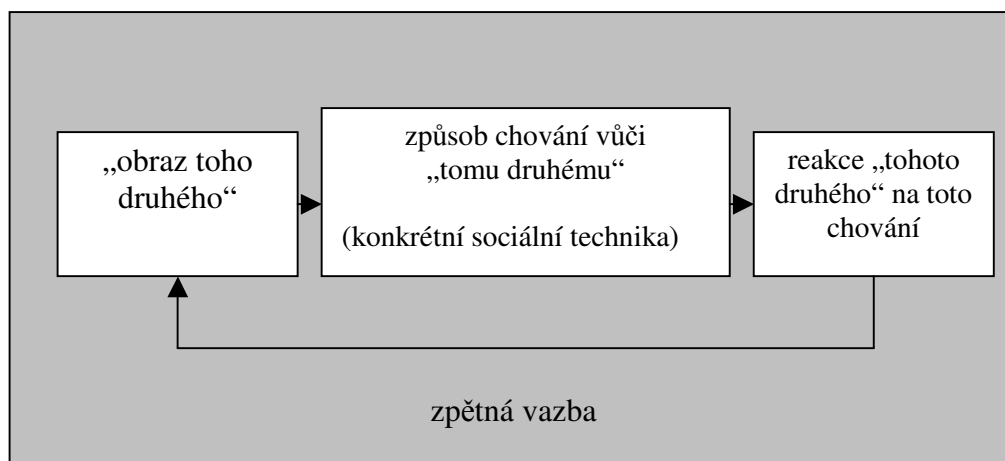 „obraz toho
druhého“
způsob chování vůči
„tomu druhému“
(konkrétní sociální technika)
reakce „tohoto
druhého“ na toto
chování
zpětná vazba